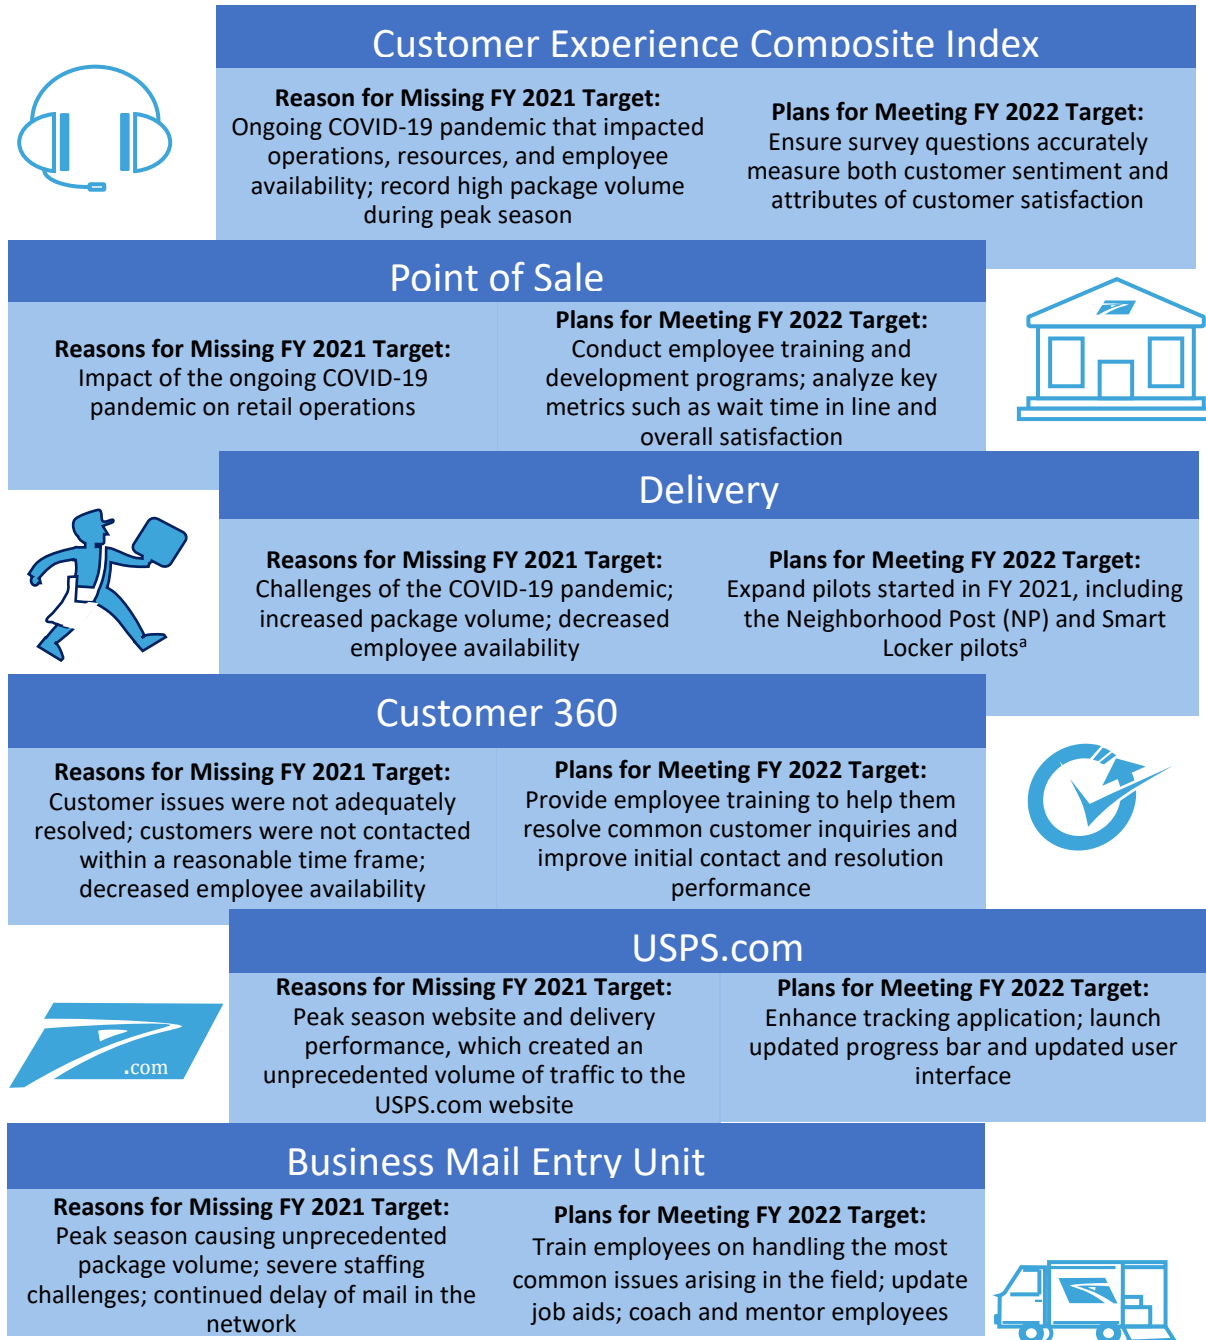 Customer Experience Composite Index
Reason for Missing FY 2021 Target:
Ongoing COVID-19 pandemic that impacted
operations, resources, and employee
availability; record high package volume
during peak season
Plans for Meeting FY 2022 Target:
Ensure survey questions accurately
measure both customer sentiment and
attributes of customer satisfaction
Point of Sale
Reasons for Missing FY 2021 Target:
Impact of the ongoing COVID-19
pandemic on retail operations
Plans for Meeting FY 2022 Target:
Conduct employee training and
development programs; analyze key
metrics such as wait time in line and
overall satisfaction
Delivery
Reasons for Missing FY 2021 Target:
Challenges of the COVID-19 pandemic;
increased package volume; decreased
employee availability
Plans for Meeting FY 2022 Target:
Expand pilots started in FY 2021, including
the Neighborhood Post (NP) and Smart
Locker pilotsᵃ
Customer 360
Reasons for Missing FY 2021 Target:
Customer issues were not adequately
resolved; customers were not contacted
within a reasonable time frame;
decreased employee availability
Plans for Meeting FY 2022 Target:
Provide employee training to help them
resolve common customer inquiries and
improve initial contact and resolution
performance
USPS.com
.com
Reasons for Missing FY 2021 Target:
Peak season website and delivery
performance, which created an
unprecedented volume of traffic to the
USPS.com website
Plans for Meeting FY 2022 Target:
Enhance tracking application; launch
updated progress bar and updated user
interface
Business Mail Entry Unit
Reasons for Missing FY 2021 Target:
Peak season causing unprecedented
package volume; severe staffing
challenges; continued delay of mail in the
network
Plans for Meeting FY 2022 Target:
Train employees on handling the most
common issues arising in the field; update
job aids; coach and mentor employees